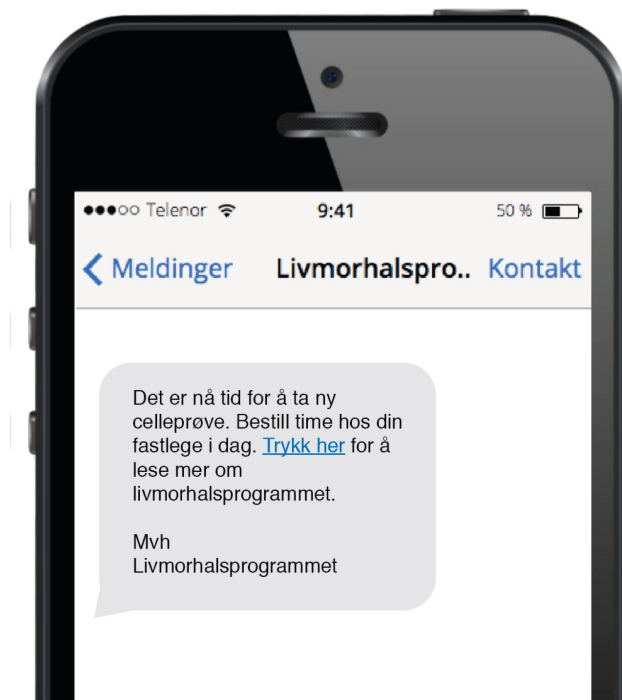 Telenor 9:41 50 %
Meldinger Livmorhalspro.. Kontakt
Det er nå tid for å ta ny
celleprøve. Bestill time hos din
fastlege i dag. Trykk her for å
lese mer om
livmorhalsprogrammet.
Mvh
Livmorhalsprogrammet